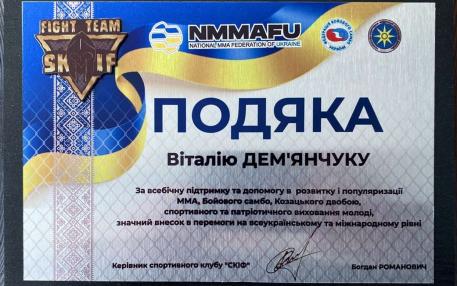 FIGHT TEAM
SKIF
NMMAFU
NATIONAL MMA FEDERATION OF UKRAINE
ПОДЯКА
Віталію ДЕМ'ЯНЧУКУ
За всебічну підтримку та допомогу в розвитку і популяризації
ММА, Бойового самбо, Козацького двобою,
спортивного та патріотичного виховання молоді,
значний внесок в перемоги на всеукраїнському та міжнародному рівні
Керівник спортивного клубу "СКІФ"
Богдан РОМАНОВИЧ